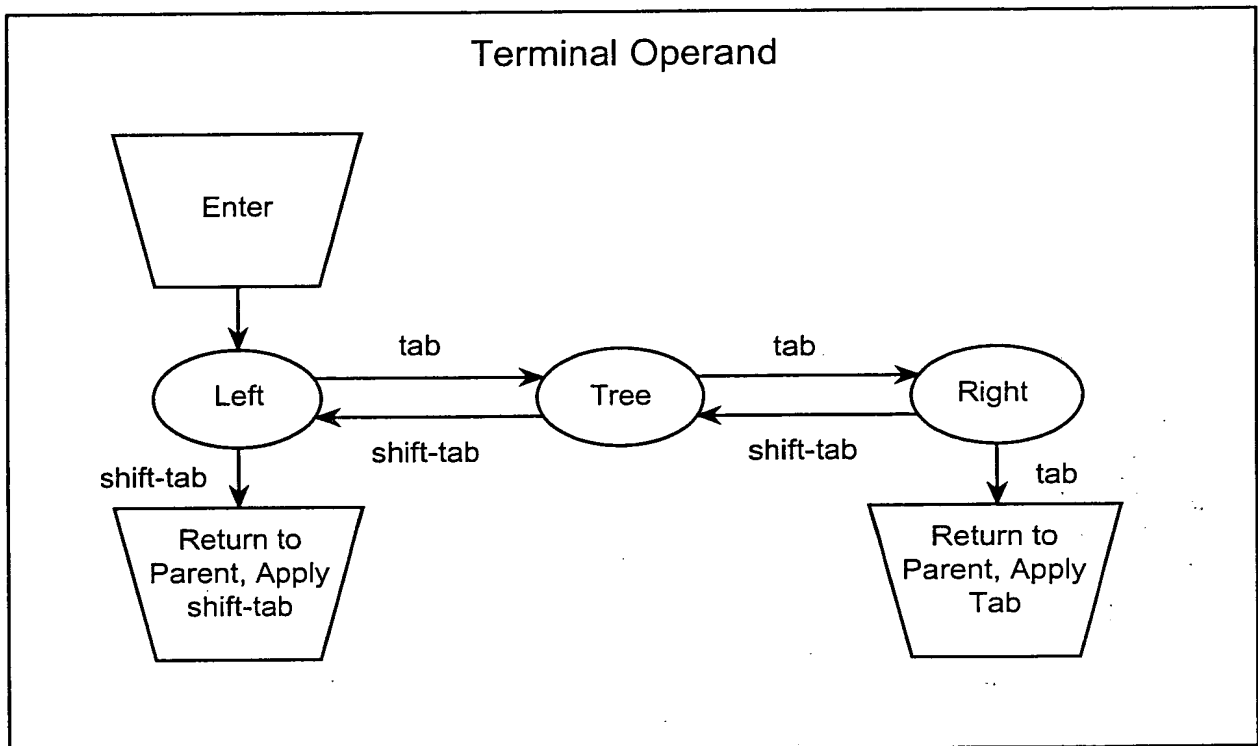 Terminal Operand
Enter
tab
tab
Left
Tree
Right
shift-tab
shift-tab
shift-tab
tab
Return to
Parent, Apply
shift-tab
Return to
Parent, Apply
Tab